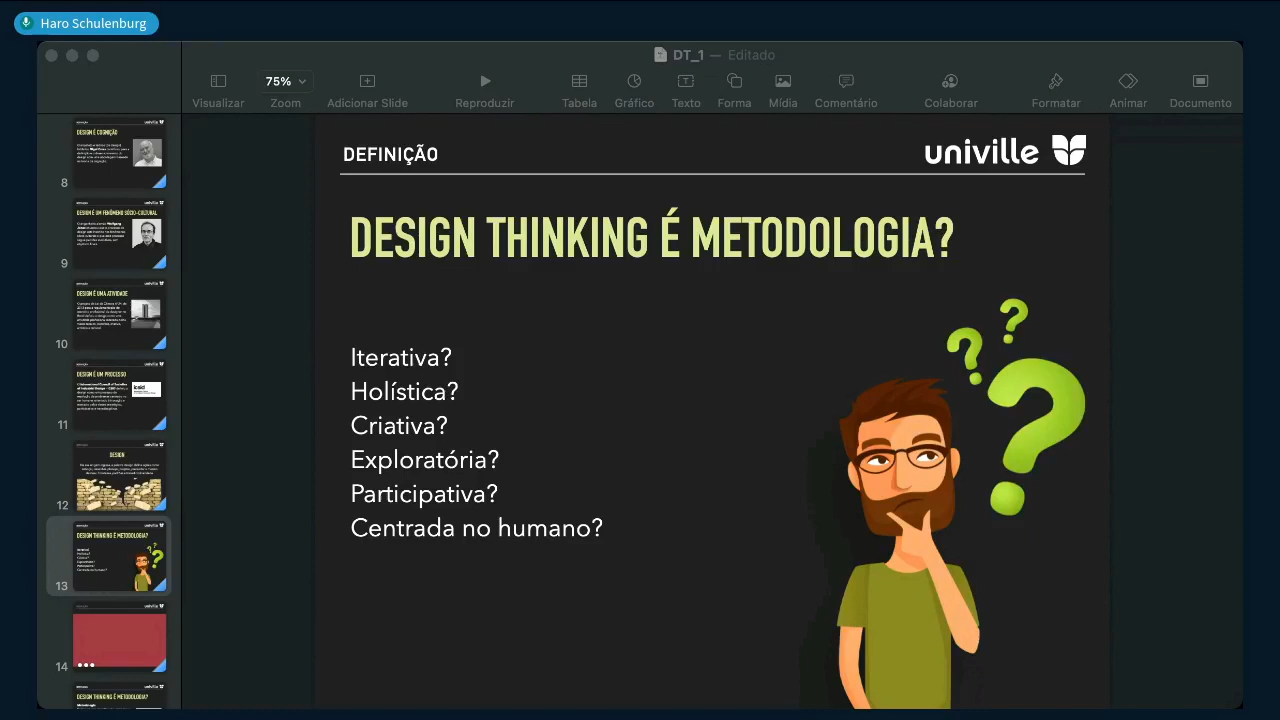 Haro Schulenburg
DT_1 — Editado
75%
Visualizar
Zoom
Adicionar Slide
Reproduzir
Tabela
Gráfico
Texto
Forma
Mídia
Comentário
Colaborar
Formatar
Animar
Documento
DESIGN É COGNIÇÃO
8
DESIGN É UM FENÔMENO SÓCIO-CULTURAL
9
DESIGN É UMA ATIVIDADE
10
DESIGN É UM PROCESSO
11
DESIGN
12
DESIGN THINKING É METODOLOGIA?
13
14
DESIGN THINKING É METODOLOGIA?
DEFINIÇÃO
univille
DESIGN THINKING É METODOLOGIA?
Iterativa?
Holística?
Criativa?
Exploratória?
Participativa?
Centrada no humano?